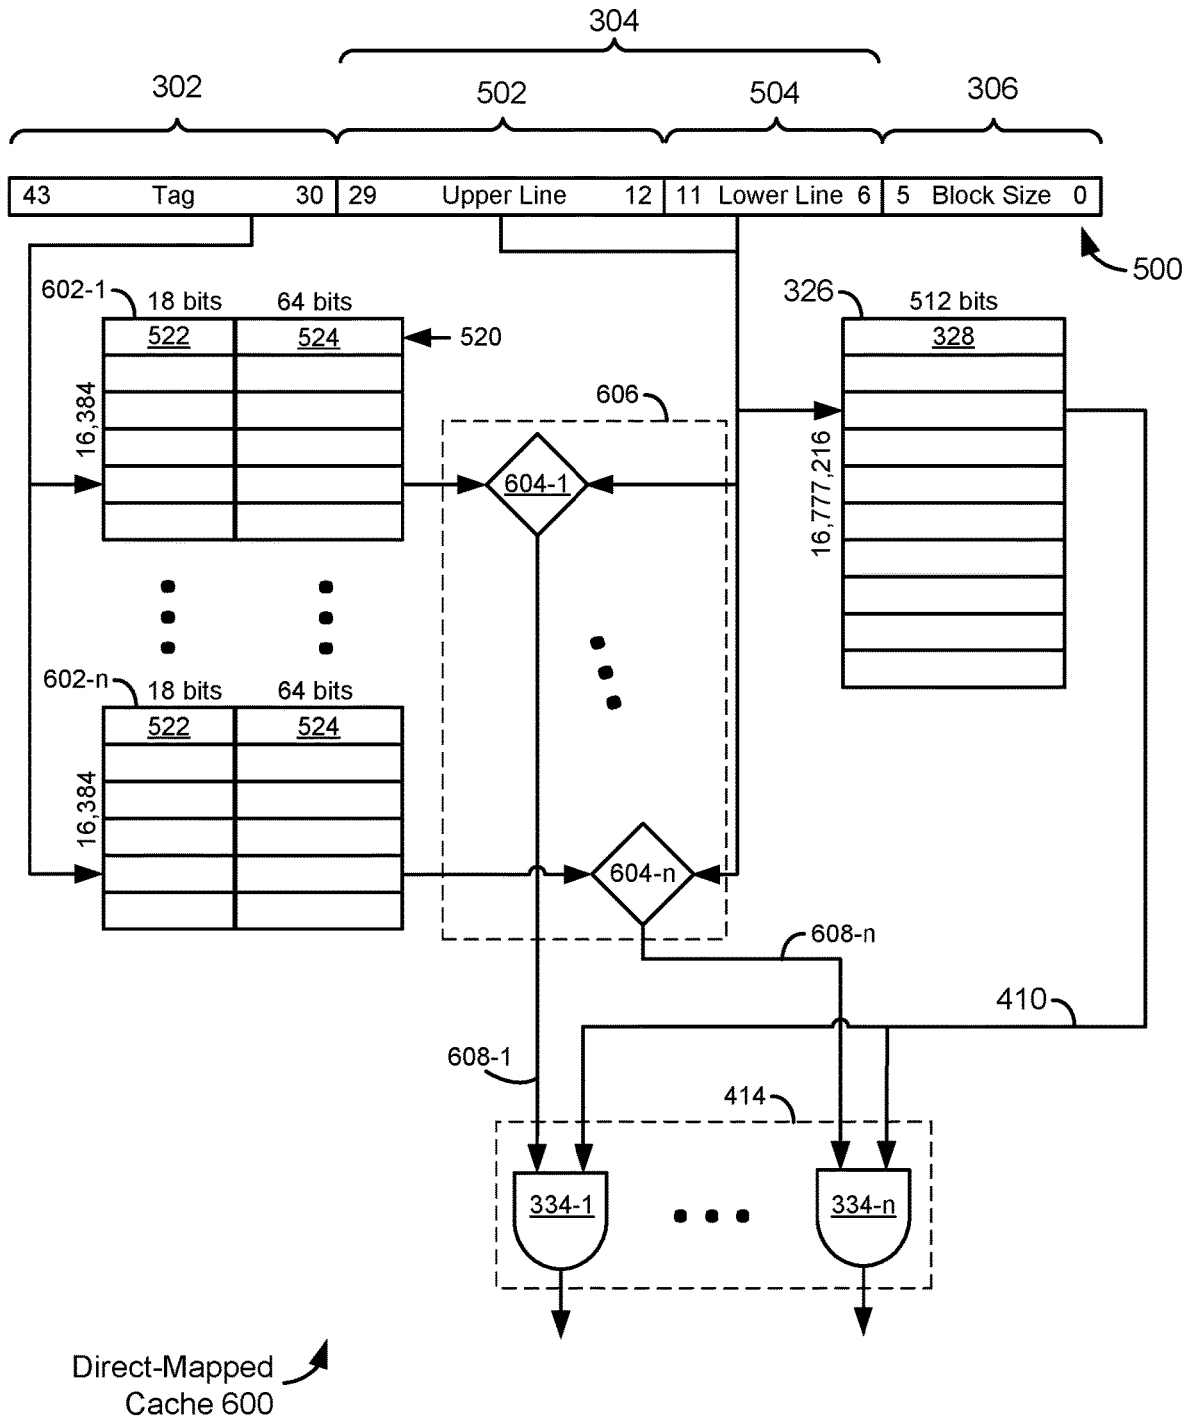 304
302
502
504
306
43 Tag 30 29 Upper Line 12 11 Lower Line 6 5 Block Size 0
500
602-1 18 bits 64 bits
326 512 bits
522 524 520
328
16,384
606
16,777,216
604-1
602-n 18 bits 64 bits
522 524
16,384
604-n
608-n
410
608-1
414
334-1 334-n
Direct-Mapped
Cache 600